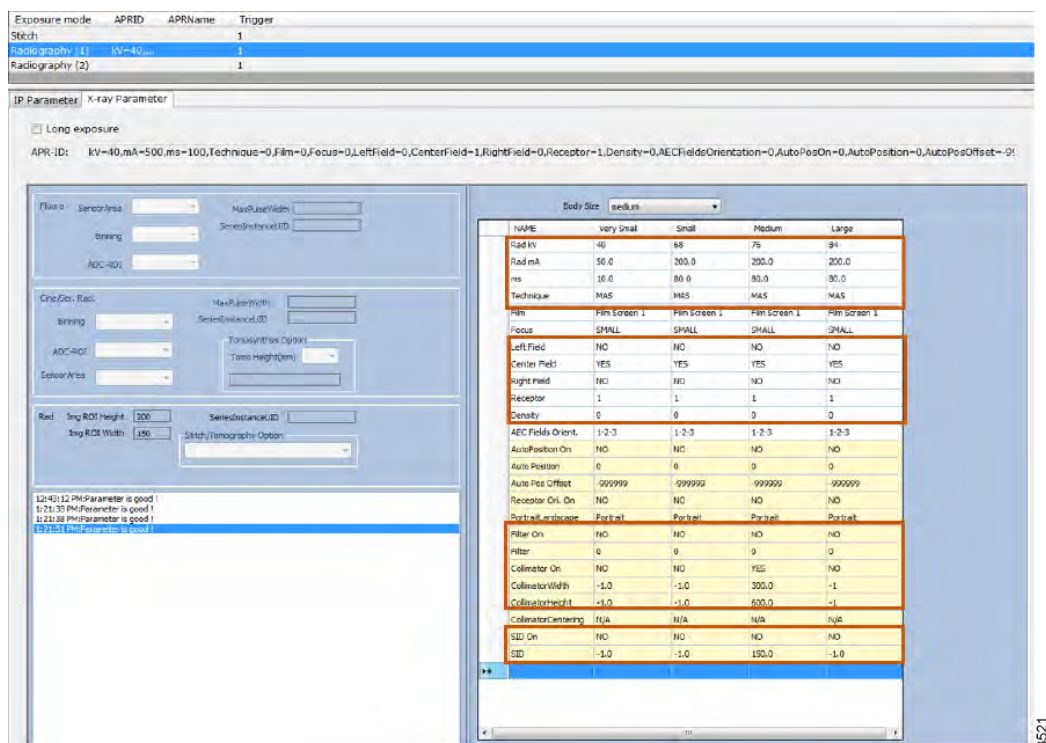 Exposure mode APRID APRName Trigger
Stitch 1
Radiography (1) kV=40,... 1
Radiography (2) 1
IP Parameter X-ray Parameter
Long exposure
APR-ID: kV=40,mA=500,ms=100,Technique=0,Film=0,Focus=0,LeftField=0,CenterField=1,RightField=0,Receptor=1,Density=0,AECFieldsOrientation=0,AutoPosOn=0,AutoPosition=0,AutoPosOffset=-9
Fluoro SensorArea MaxPulseWidth
Binning SeriesInstanceUID
ADC-ROI
Cine/Ser. Rad. MaxPulseWidth
Binning SeriesInstanceUID
Tomosynthesis Option
ADC-ROI Tomo Height(mm)
SensorArea
Rad Img ROI Height 200 SeriesInstanceUID
Img ROI Width 150 Stitch/Tomography Option
12:43:12 PM:Parameter is good !
1:21:33 PM:Parameter is good !
1:21:38 PM:Parameter is good !
1:21:51 PM:Parameter is good !
Body Size medium
NAME Very Small Small Medium Large
Rad kV 40 68 75 84
Rad mA 50.0 200.0 200.0 200.0
ms 10.0 80.0 80.0 80.0
Technique MAS MAS MAS MAS
Film Film Screen 1 Film Screen 1 Film Screen 1 Film Screen 1
Focus SMALL SMALL SMALL SMALL
Left Field NO NO NO NO
Center Field YES YES YES YES
Right Field NO NO NO NO
Receptor 1 1 1 1
Density 0 0 0 0
AEC Fields Orient. 1-2-3 1-2-3 1-2-3 1-2-3
AutoPosition On NO NO NO NO
Auto Position 0 0 0 0
Auto Pos Offset -999999 -999999 -999999 -999999
Receptor Ori. On NO NO NO NO
PortraitLandscape Portrait Portrait Portrait Portrait
Filter On NO NO NO NO
Filter 0 0 0 0
Collimator On NO NO YES NO
CollimatorWidth -1.0 -1.0 300.0 -1
CollimatorHeight -1.0 -1.0 600.0 -1
CollimatorCentering N/A N/A N/A N/A
SID On NO NO NO NO
SID -1.0 -1.0 150.0 -1.0